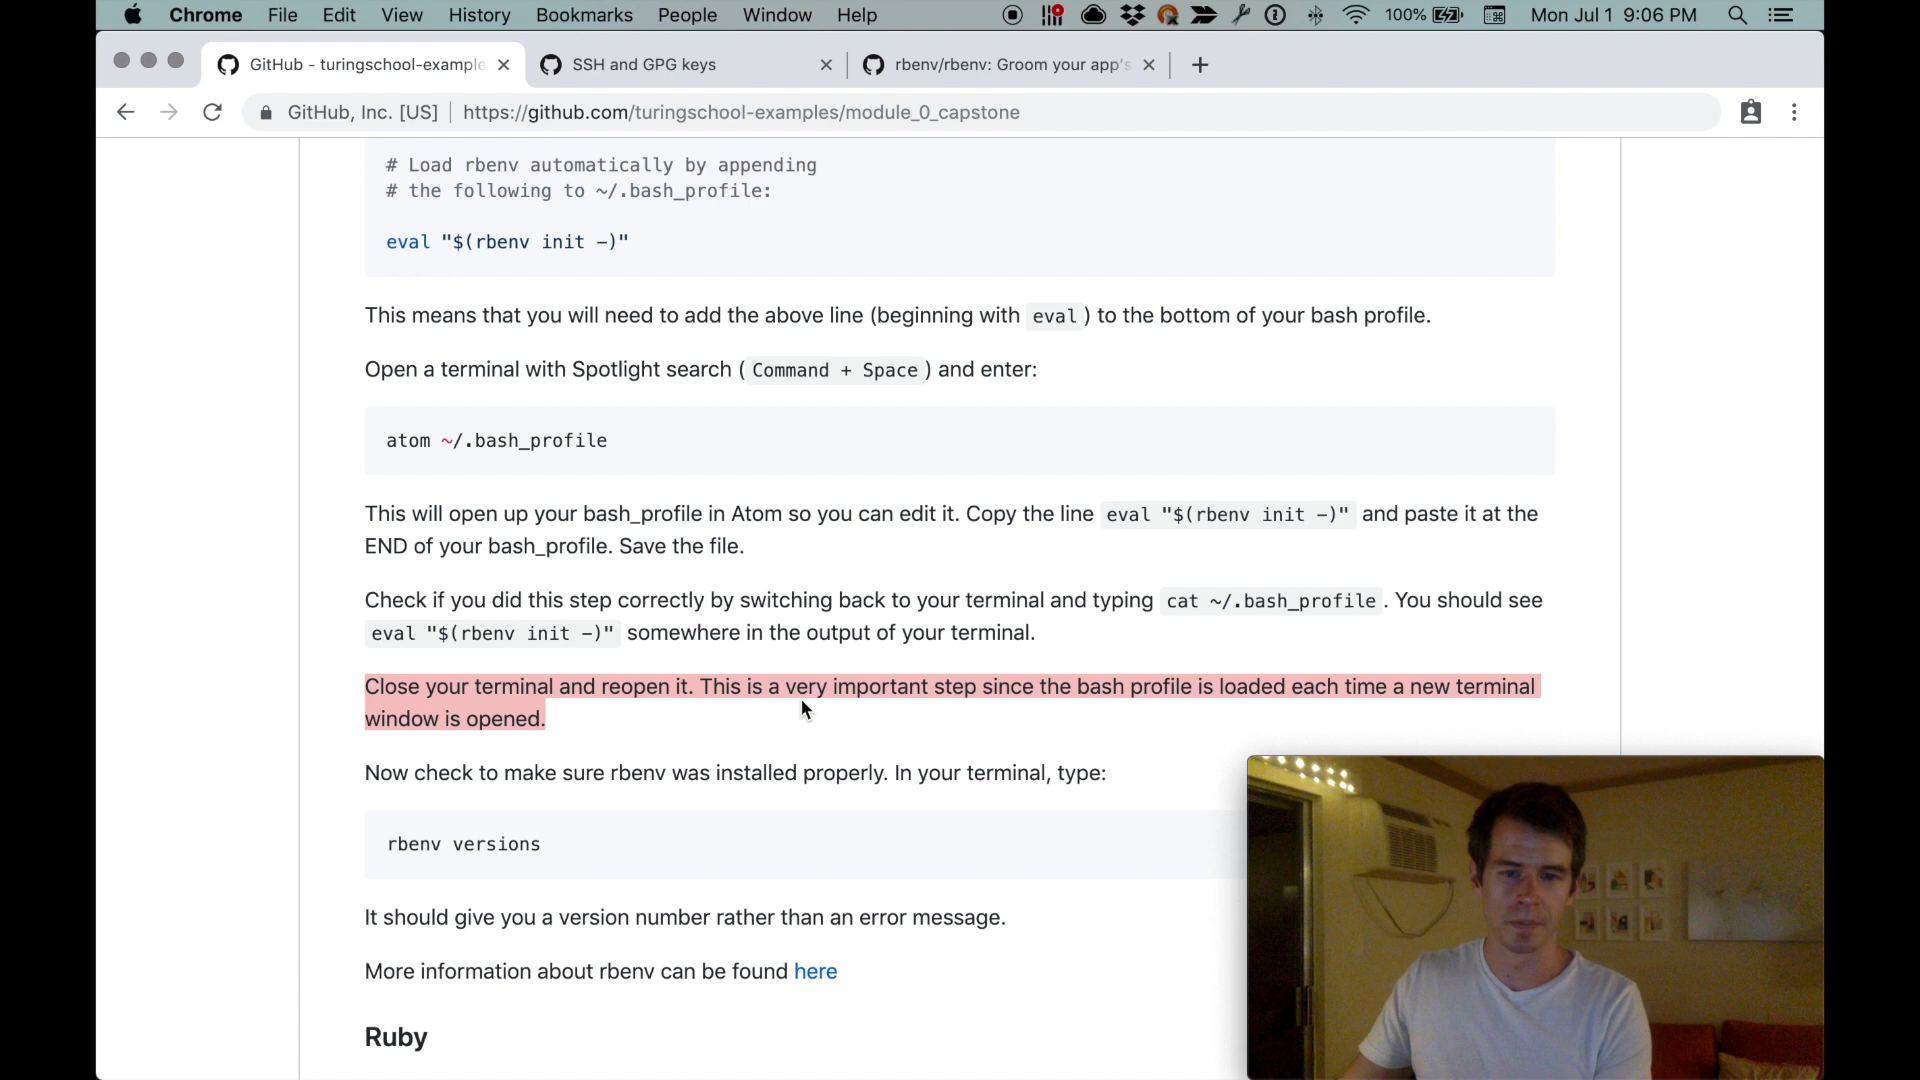 Chrome File Edit View History Bookmarks People Window Help 100% Mon Jul 1 9:06 PM
GitHub - turingschool-example SSH and GPG keys rbenv/rbenv: Groom your app's
GitHub, Inc. [US] https://github.com/turingschool-examples/module_0_capstone
# Load rbenv automatically by appending
# the following to ~/.bash_profile:
eval "$(rbenv init -)"
This means that you will need to add the above line (beginning with eval ) to the bottom of your bash profile.
Open a terminal with Spotlight search ( Command + Space ) and enter:
atom ~/.bash_profile
This will open up your bash_profile in Atom so you can edit it. Copy the line eval "$(rbenv init -)" and paste it at the
END of your bash_profile. Save the file.
Check if you did this step correctly by switching back to your terminal and typing cat ~/.bash_profile . You should see
eval "$(rbenv init -)" somewhere in the output of your terminal.
Close your terminal and reopen it. This is a very important step since the bash profile is loaded each time a new terminal
window is opened.
Now check to make sure rbenv was installed properly. In your terminal, type:
rbenv versions
It should give you a version number rather than an error message.
More information about rbenv can be found here
Ruby